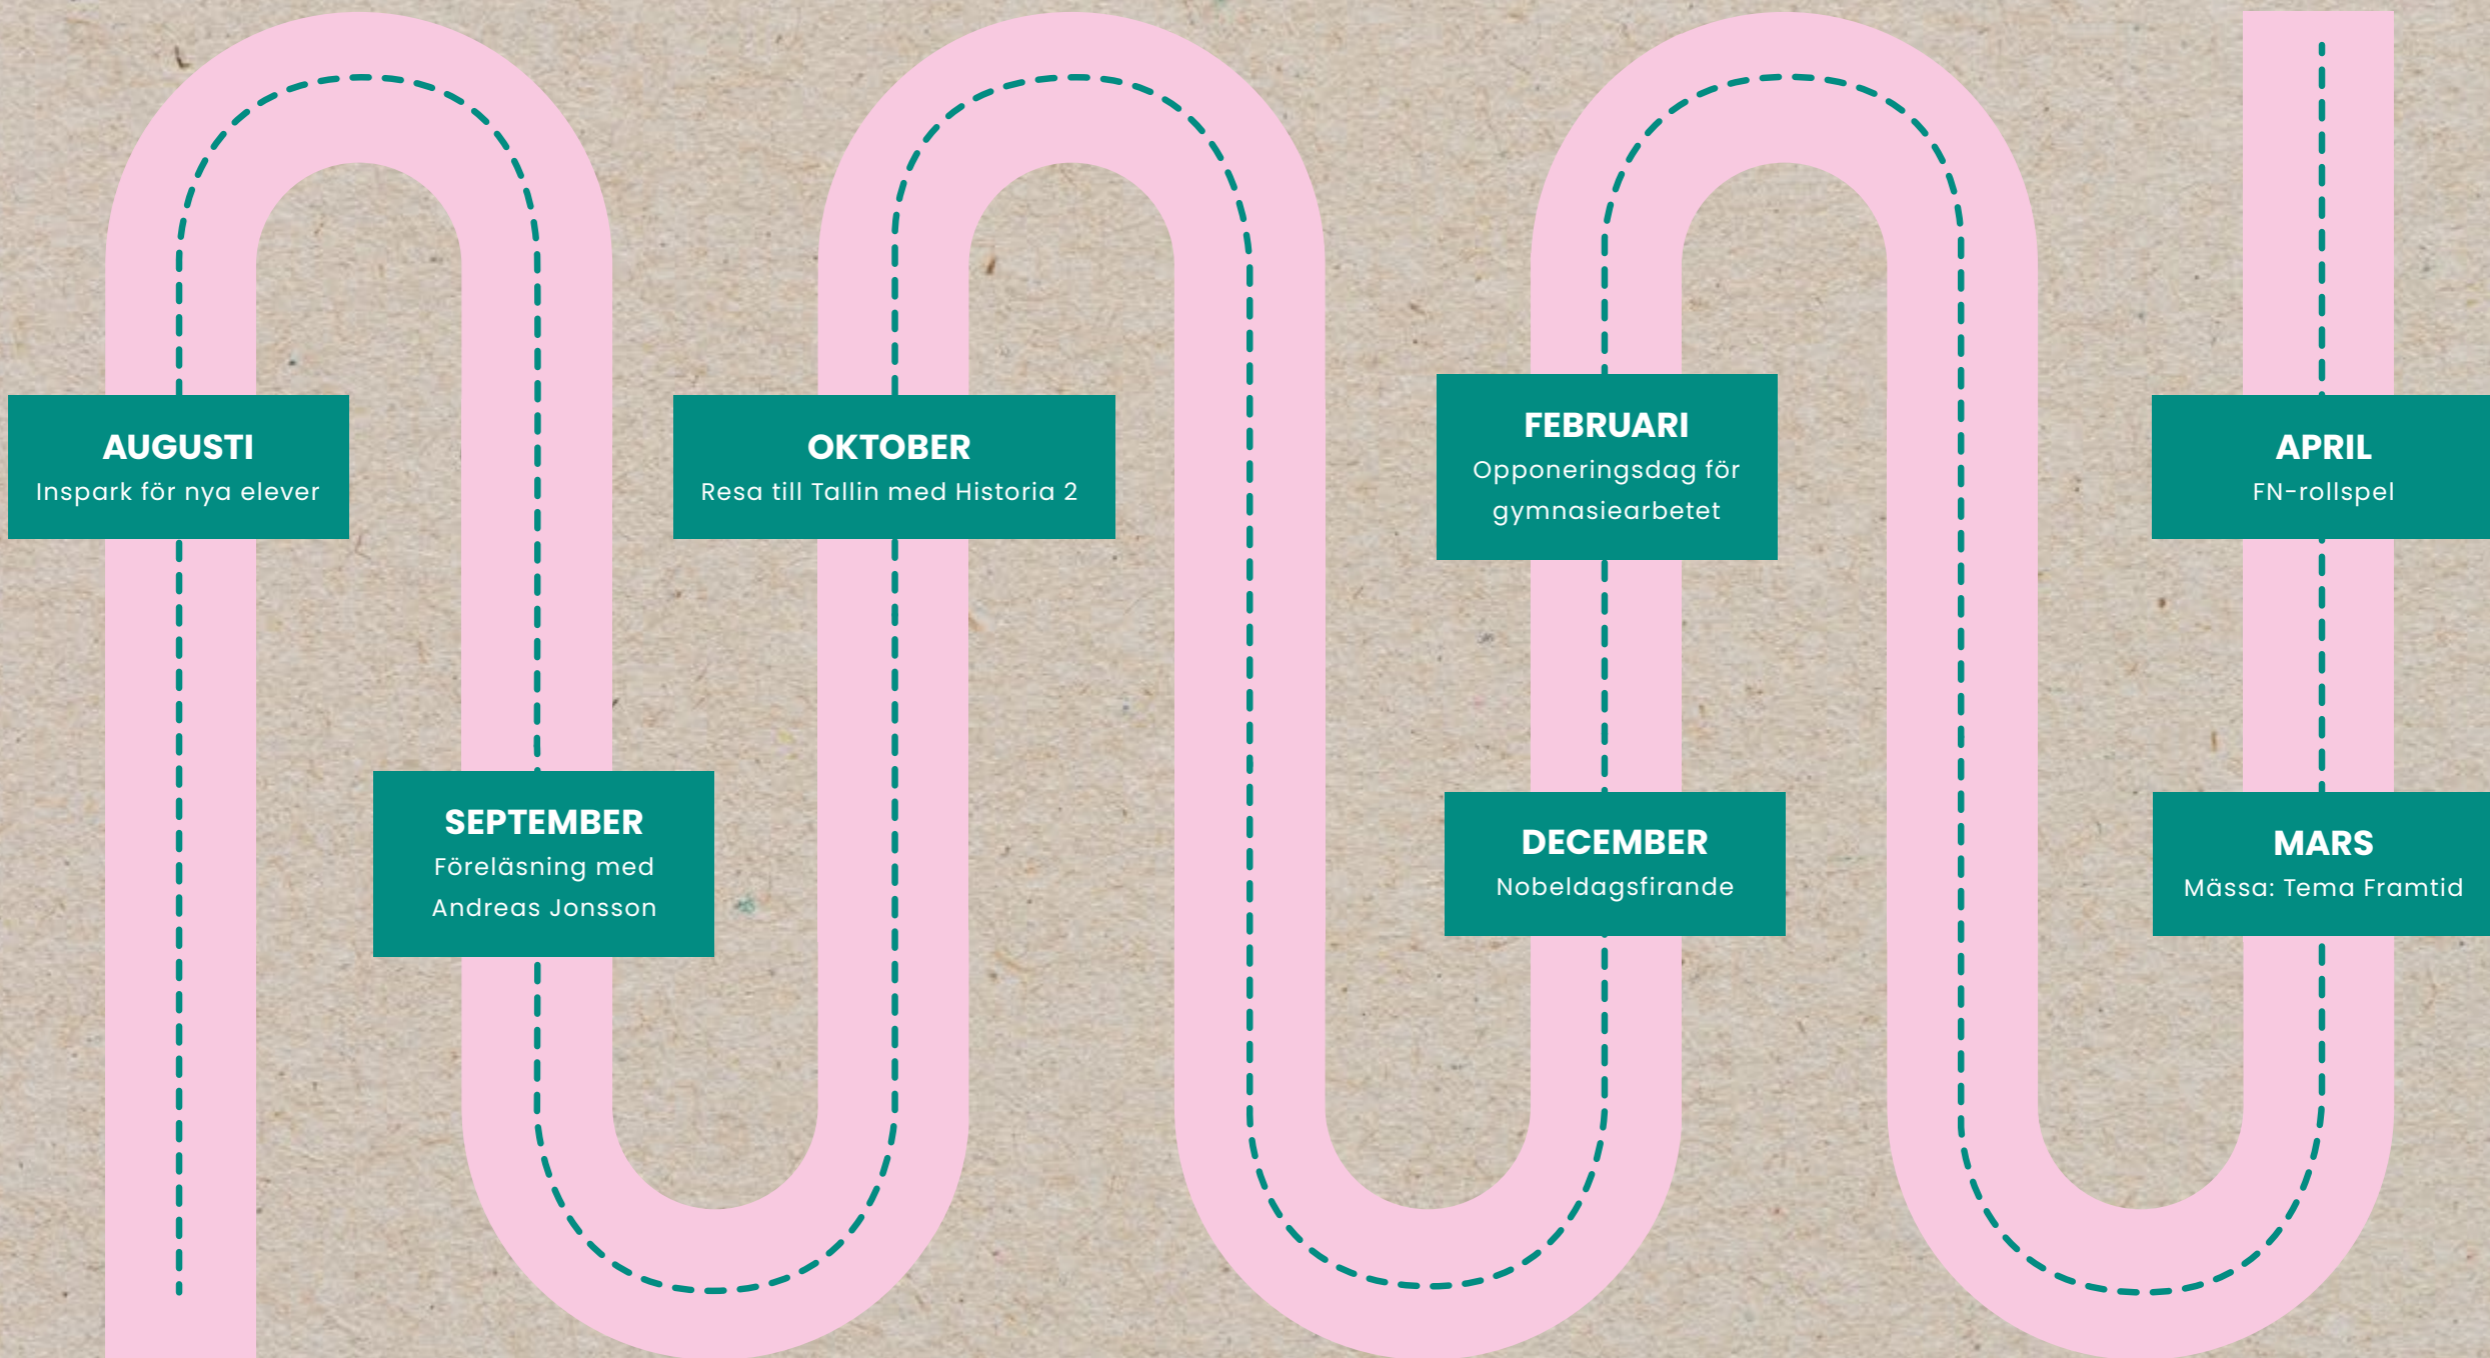 AUGUSTI
Inspark för nya elever
SEPTEMBER
Föreläsning med
Andreas Jonsson
OKTOBER
Resa till Tallin med Historia 2
DECEMBER
Nobeldagsfirande
FEBRUARI
Opponeringsdag för
gymnasiearbetet
MARS
Mässa: Tema Framtid
APRIL
FN-rollspel